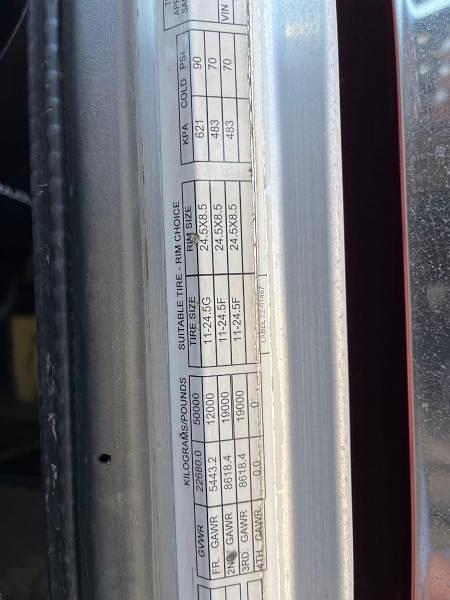 KILOGRAMS/POUNDS SUITABLE TIRE - RIM CHOICE
GVWR 22680.0 50000 TIRE SIZE RIM SIZE KPA COLD PSI
FR. GAWR 5443.2 12000 11-24.5G 24.5X8.5 621 90
2ND GAWR 8618.4 19000 11-24.5F 24.5X8.5 483 70
3RD. GAWR 8618.4 19000 11-24.5F 24.5X8.5 483 70 VIN
4TH. GAWR 0.0 0